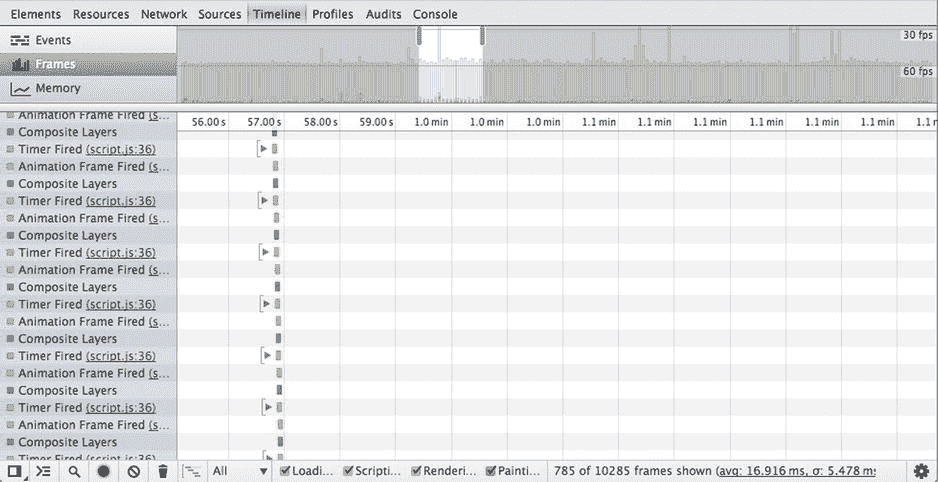 Elements Resources Network Sources Timeline Profiles Audits Console
Events
30 fps
Frames
60 fps
Memory
56.00 s 57.00 s 58.00 s 59.00 s 1.0 min 1.0 min 1.0 min 1.1 min 1.1 min 1.1 min 1.1 min 1.1 min 1.1 min 1.1 n
Animation Frame Fired (s...
Composite Layers
Timer Fired (script.js:36)
Animation Frame Fired (s...
Composite Layers
Timer Fired (script.js:36)
Animation Frame Fired (s...
Composite Layers
Timer Fired (script.js:36)
Animation Frame Fired (s...
Composite Layers
Timer Fired (script.js:36)
Animation Frame Fired (s...
Composite Layers
Timer Fired (script.js:36)
Animation Frame Fired (s...
Composite Layers
Timer Fired (script.js:36)
Animation Frame Fired (s...
Composite Layers
Timer Fired (script.js:36)
All Loadi... Scripti... Renderi... Painti... 785 of 10285 frames shown (avg: 16.916 ms, σ: 5.478 ms